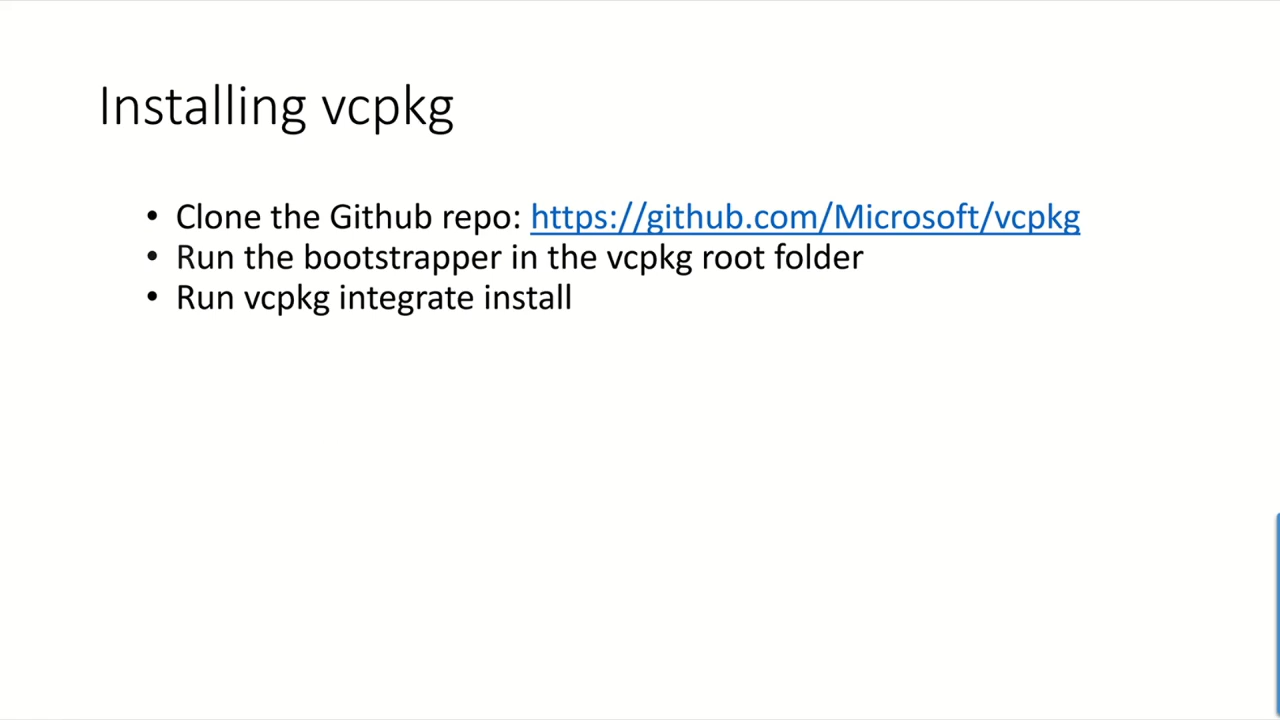 Installing vcpkg
• Clone the Github repo: https://github.com/Microsoft/vcpkg
• Run the bootstrapper in the vcpkg root folder
• Run vcpkg integrate install